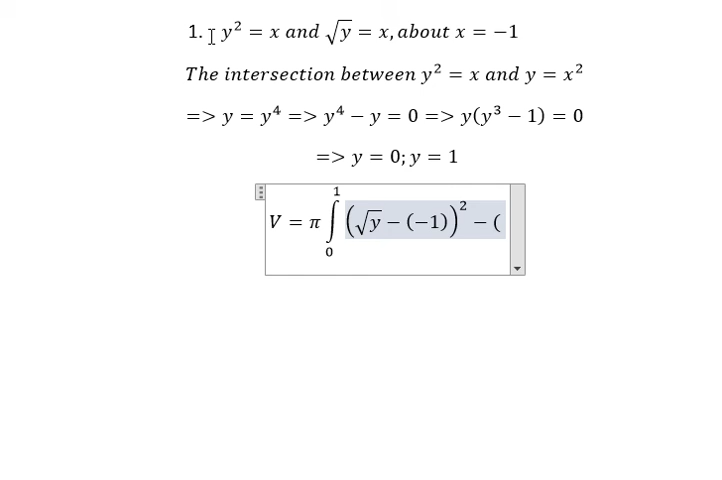 1. y² = x and √y = x, about x = −1
The intersection between y² = x and y = x²
=> y = y⁴ => y⁴ − y = 0 => y(y³ − 1) = 0
=> y = 0; y = 1
V = π ∫₀¹ (√y − (−1))² − (